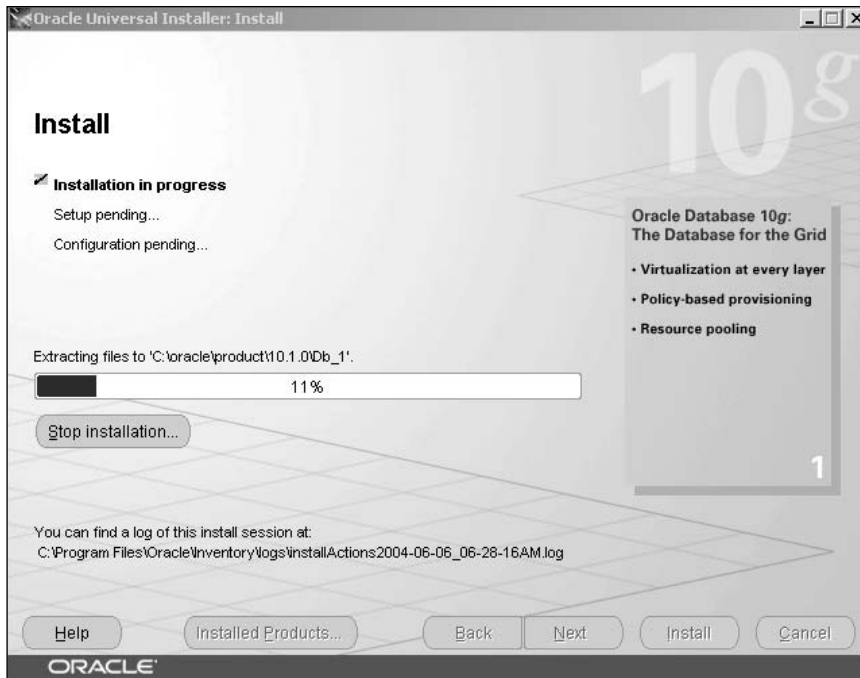 Oracle Universal Installer: Install
10g
Install
Installation in progress
Setup pending...
Configuration pending...
Oracle Database 10g:
The Database for the Grid
• Virtualization at every layer
• Policy-based provisioning
• Resource pooling
Extracting files to 'C:\oracle\product\10.1.0\Db_1'.
11%
Stop installation...
1
You can find a log of this install session at:
C:\Program Files\Oracle\Inventory\logs\installActions2004-06-06_06-28-16AM.log
Help Installed Products... Back Next Install Cancel
ORACLE